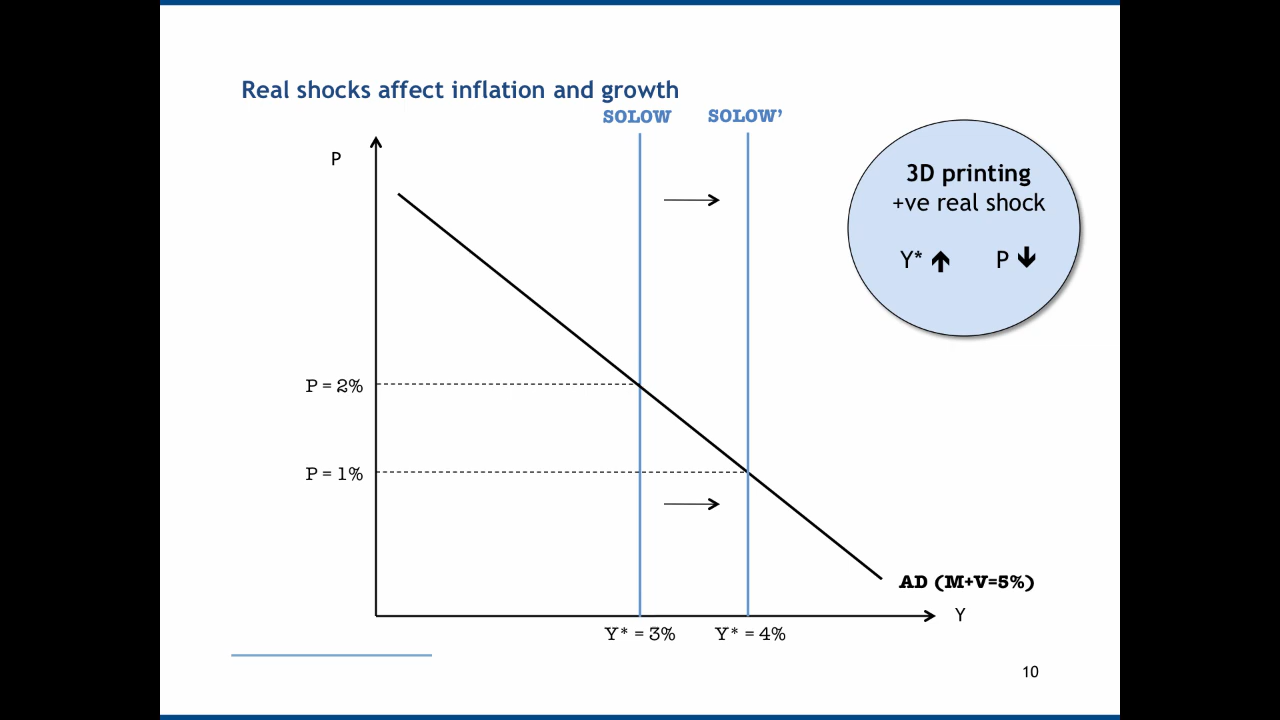 Real shocks affect inflation and growth
SOLOW SOLOW’
P
3D printing
+ve real shock
Y* 🡹 P 🡻
P = 2%
P = 1%
AD (M+V=5%)
Y
Y* = 3% Y* = 4%
10